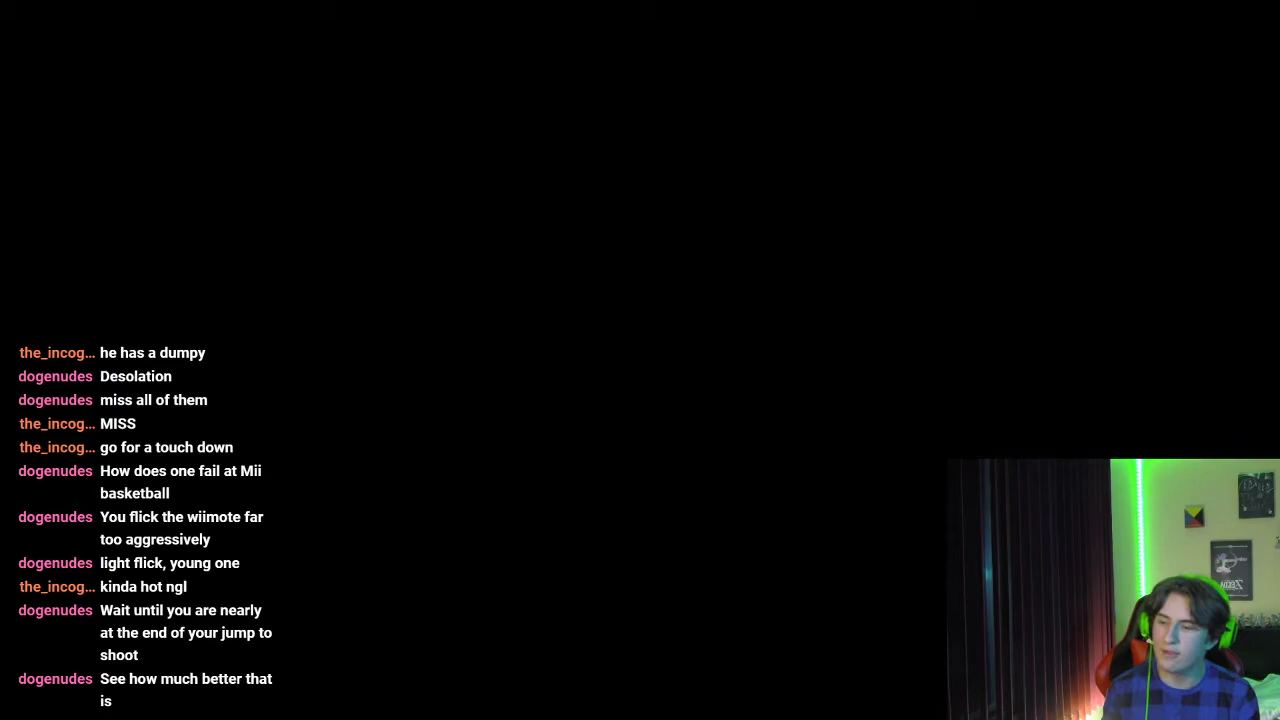 the_incog... he has a dumpy
dogenudes Desolation
dogenudes miss all of them
the_incog... MISS
the_incog... go for a touch down
dogenudes How does one fail at Mii
basketball
dogenudes You flick the wiimote far
too aggressively
dogenudes light flick, young one
the_incog... kinda hot ngl
dogenudes Wait until you are nearly
at the end of your jump to
shoot
dogenudes See how much better that
is